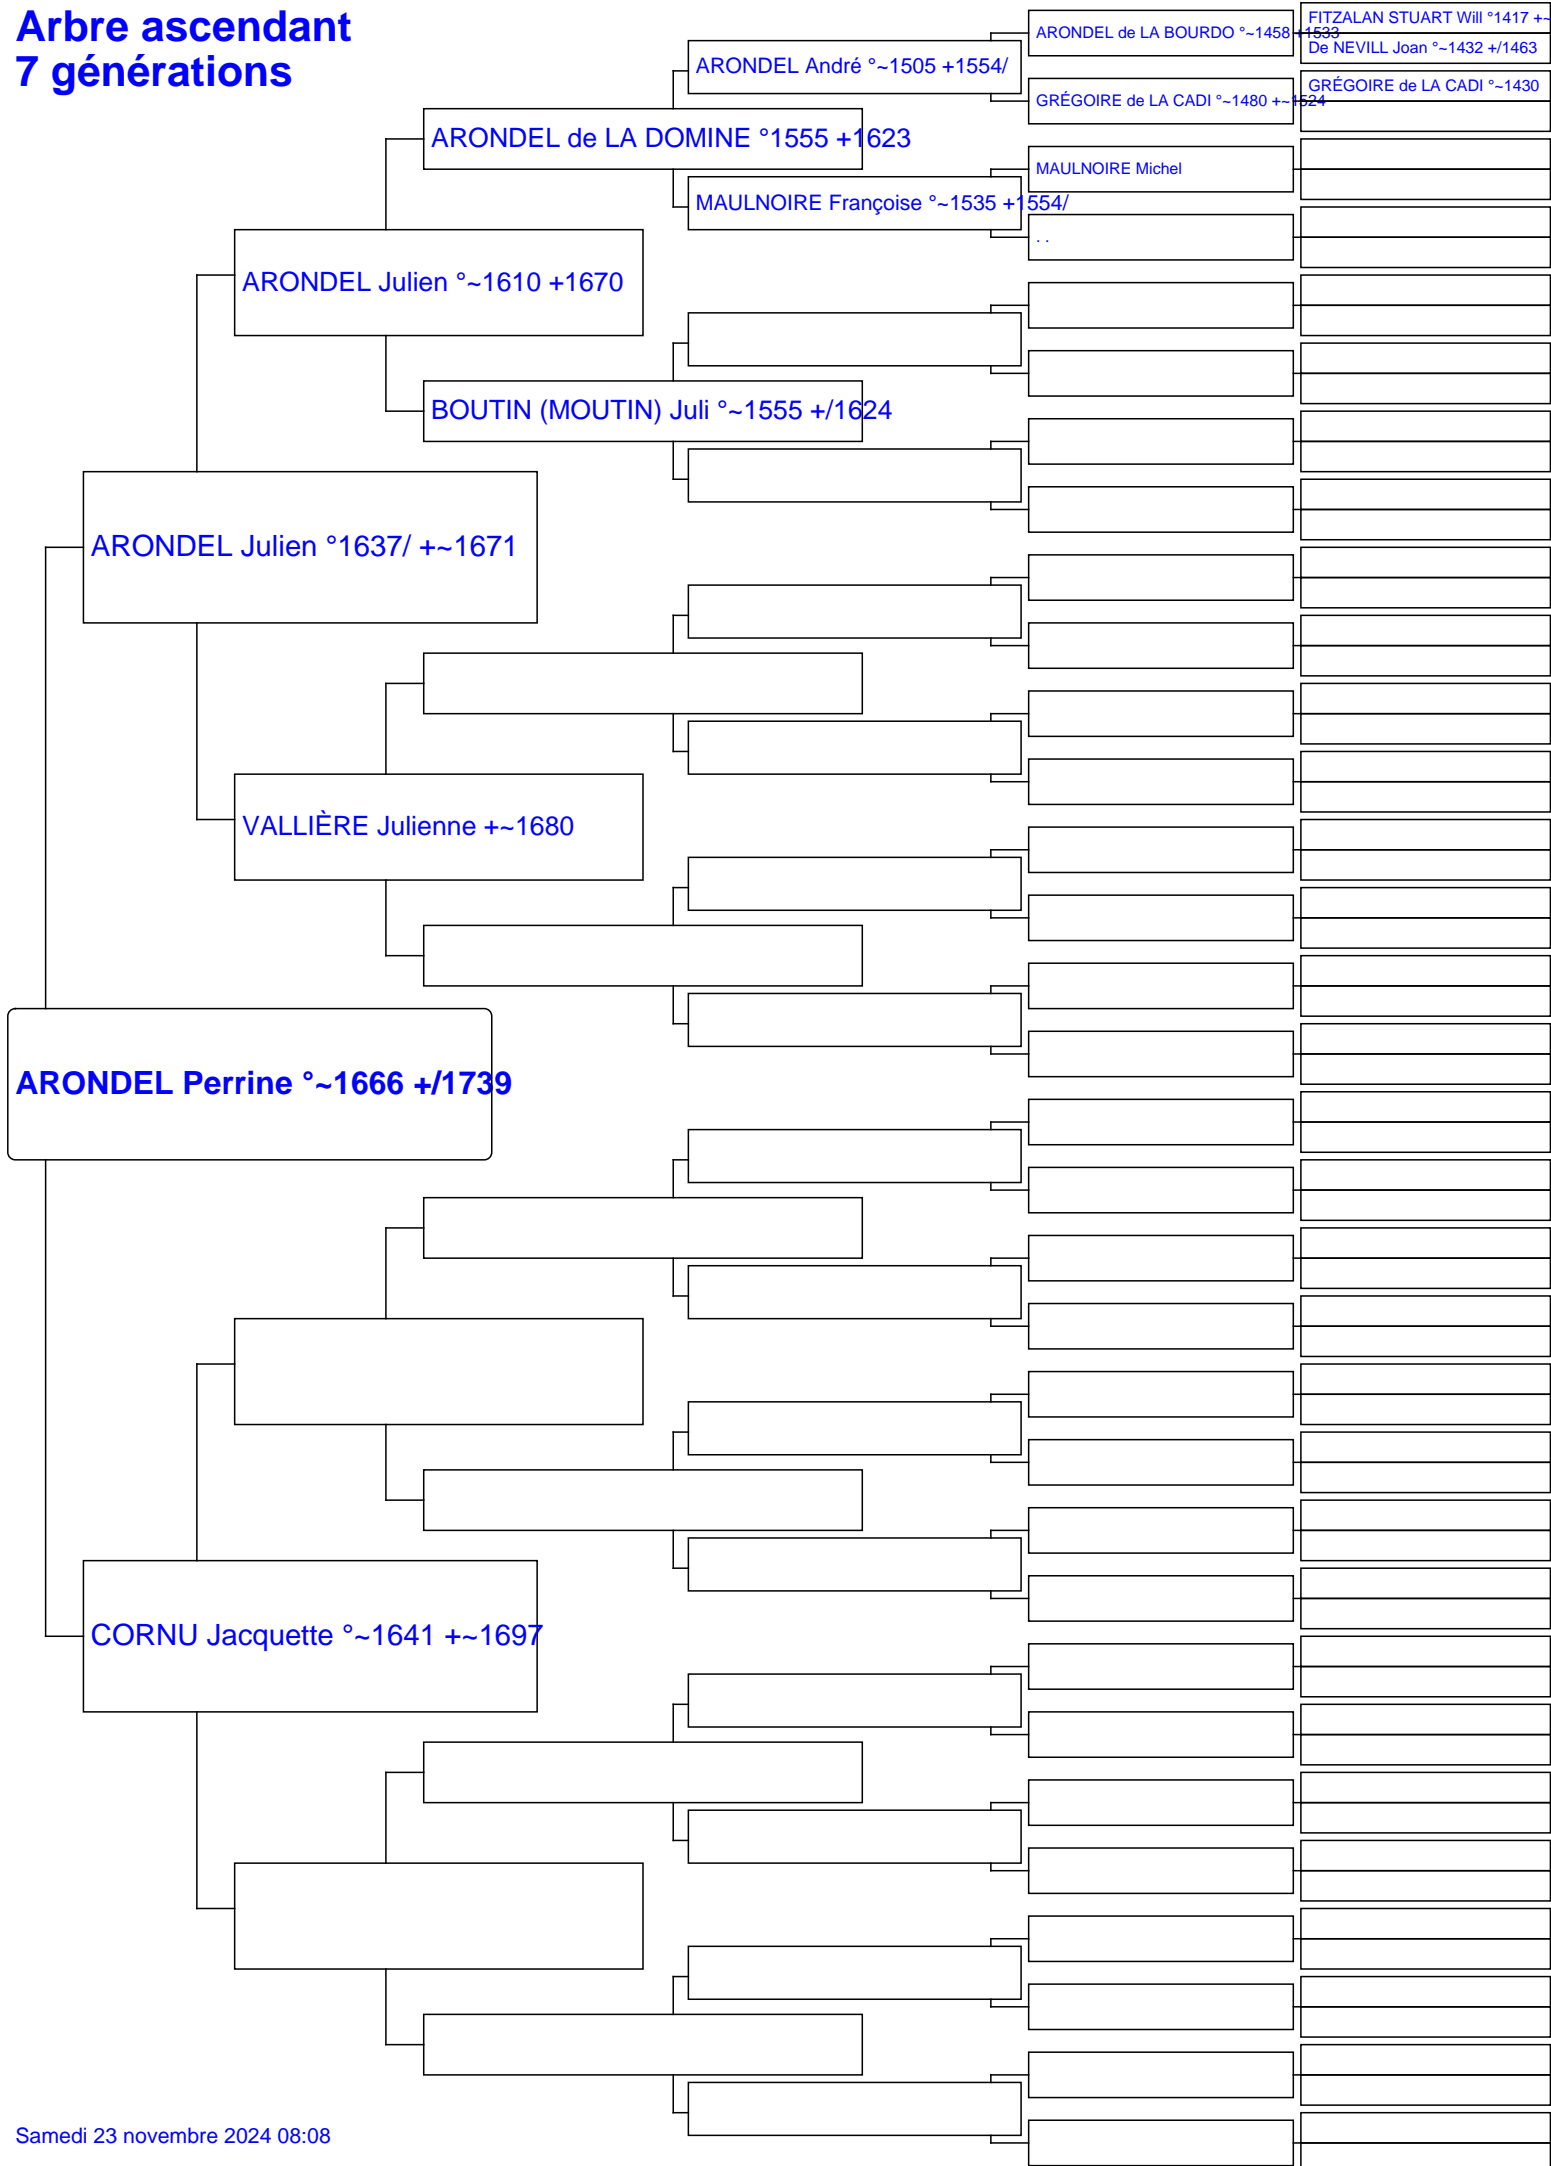 Arbre ascendant
7 générations
FITZALAN STUART Will °1417 +~
ARONDEL de LA BOURDO °~1458 +1533
De NEVILL Joan °~1432 +/1463
ARONDEL André °~1505 +1554/
GRÉGOIRE de LA CADI °~1430
GRÉGOIRE de LA CADI °~1480 +~1524
ARONDEL de LA DOMINE °1555 +1623
MAULNOIRE Michel
MAULNOIRE Françoise °~1535 +1554/
. .
ARONDEL Julien °~1610 +1670
BOUTIN (MOUTIN) Juli °~1555 +/1624
ARONDEL Julien °1637/ +~1671
VALLIÈRE Julienne +~1680
ARONDEL Perrine °~1666 +/1739
CORNU Jacquette °~1641 +~1697
Samedi 23 novembre 2024 08:08